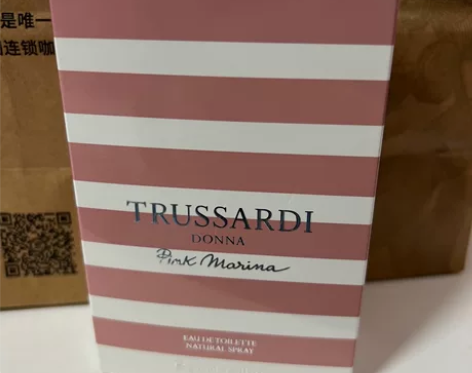 是唯一
连锁咖
TRUSSARDI
DONNA
Pink Marina
EAU DE TOILETTE
NATURAL SPRAY